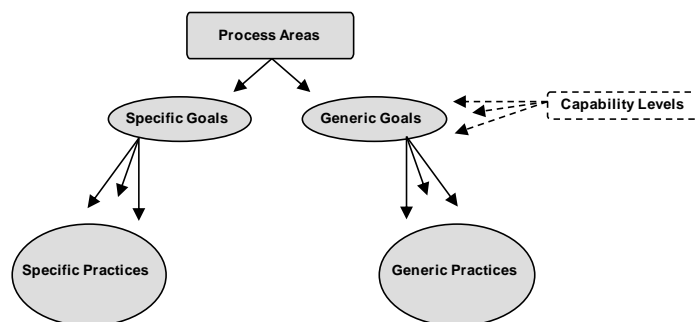 Process Areas
Specific Goals
Generic Goals
Capability Levels
Specific Practices
Generic Practices